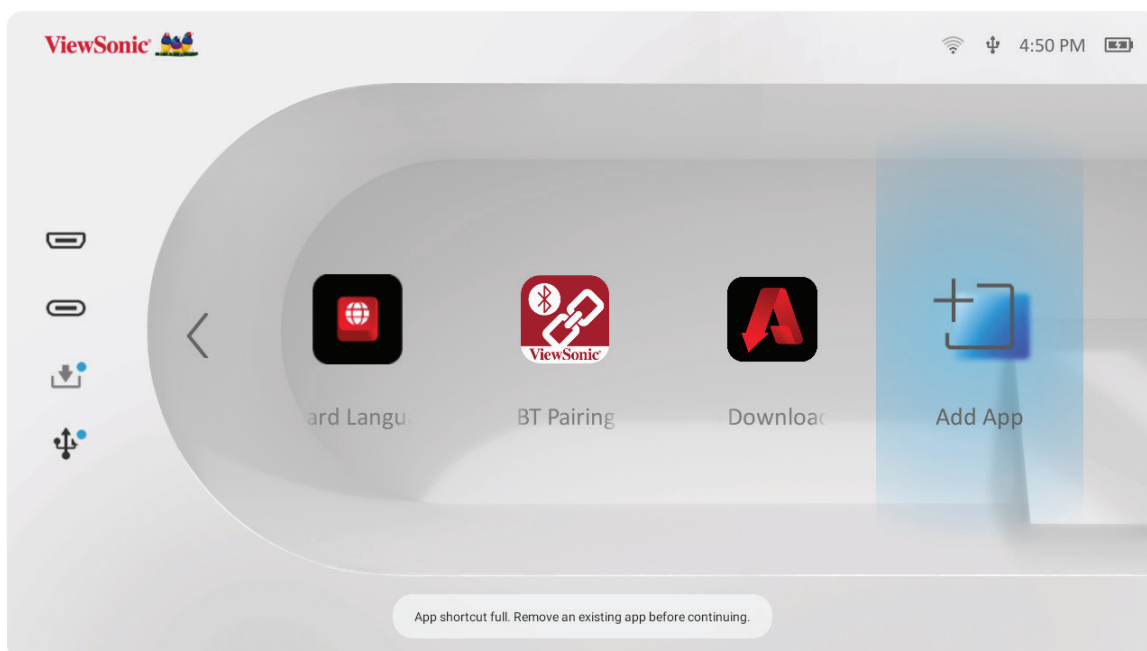 ViewSonic
4:50 PM
ViewSonic
ard Langu
BT Pairing
Downloac
Add App
App shortcut full. Remove an existing app before continuing.